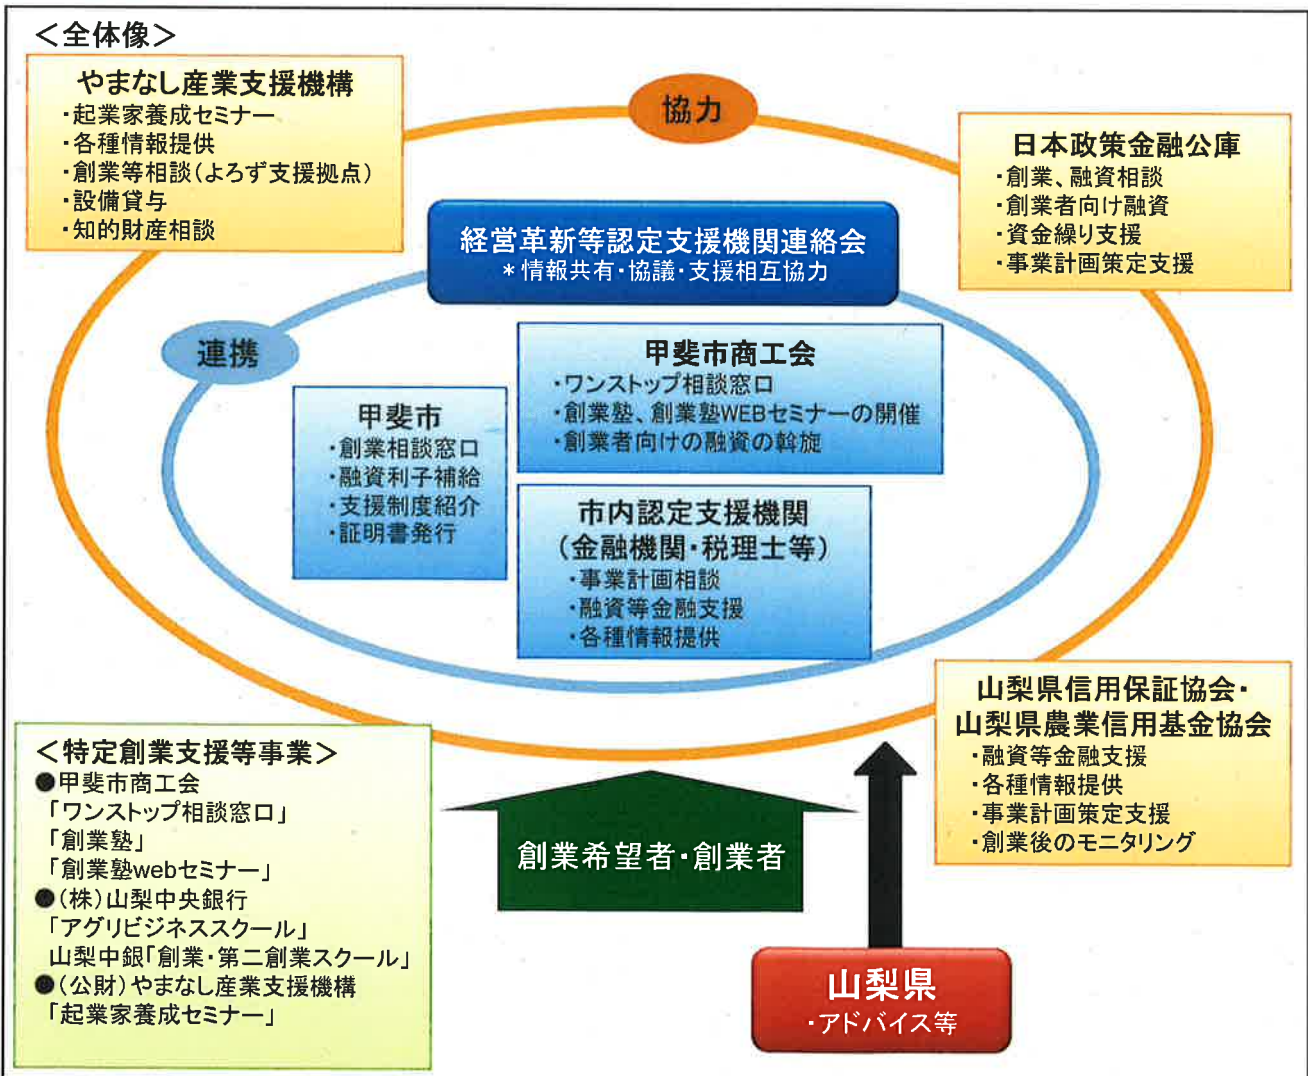 ＜全体像＞
やまなし産業支援機構
・起業家養成セミナー
・各種情報提供
・創業等相談(よろず支援拠点)
・設備貸与
・知的財産相談
協力
日本政策金融公庫
・創業、融資相談
・創業者向け融資
・資金繰り支援
・事業計画策定支援
経営革新等認定支援機関連絡会
＊情報共有・協議・支援相互協力
連携
甲斐市商工会
・ワンストップ相談窓口
・創業塾、創業塾WEBセミナーの開催
・創業者向けの融資の斡旋
甲斐市
・創業相談窓口
・融資利子補給
・支援制度紹介
・証明書発行
市内認定支援機関
(金融機関・税理士等)
・事業計画相談
・融資等金融支援
・各種情報提供
山梨県信用保証協会・
山梨県農業信用基金協会
・融資等金融支援
・各種情報提供
・事業計画策定支援
・創業後のモニタリング
＜特定創業支援等事業＞
●甲斐市商工会
「ワンストップ相談窓口」
「創業塾」
「創業塾webセミナー」
●(株)山梨中央銀行
「アグリビジネススクール」
山梨中銀「創業・第二創業スクール」
●(公財)やまなし産業支援機構
「起業家養成セミナー」
創業希望者・創業者
山梨県
・アドバイス等